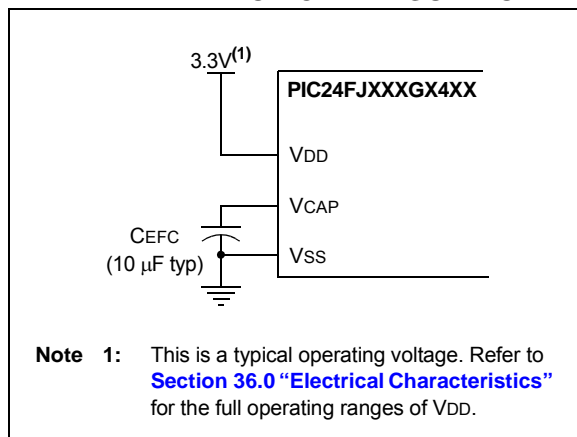 3.3V(1)
PIC24FJXXXGX4XX
VDD
VCAP
CEFC
(10 μF typ)
VSS
Note 1: This is a typical operating voltage. Refer to
Section 36.0 “Electrical Characteristics”
for the full operating ranges of VDD.